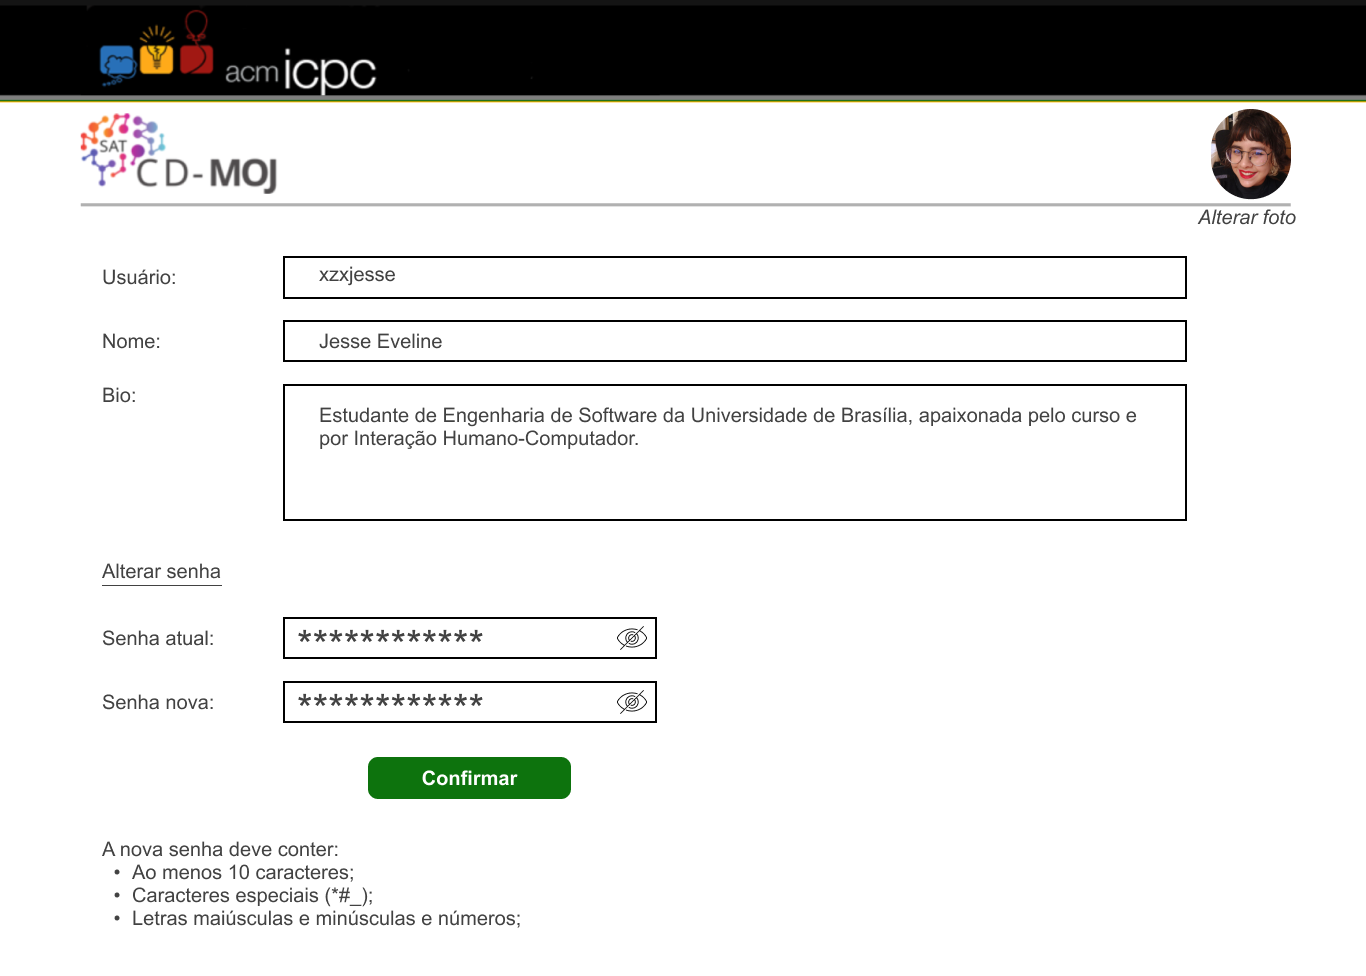 acm icpc
SAT
CD-MOJ
Alterar foto
Usuário:
xzxjesse
Nome:
Jesse Eveline
Bio:
Estudante de Engenharia de Software da Universidade de Brasília, apaixonada pelo curso e
por Interação Humano-Computador.
Alterar senha
Senha atual:
************
Senha nova:
************
Confirmar
A nova senha deve conter:
• Ao menos 10 caracteres;
• Caracteres especiais (*#_);
• Letras maiúsculas e minúsculas e números;